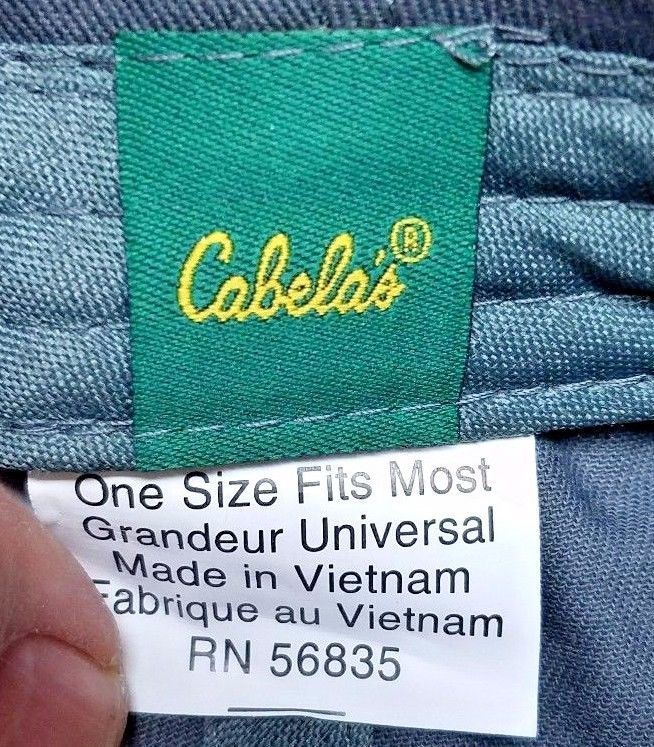 Cabela's®
One Size Fits Most
Grandeur Universal
Made in Vietnam
Fabrique au Vietnam
RN 56835